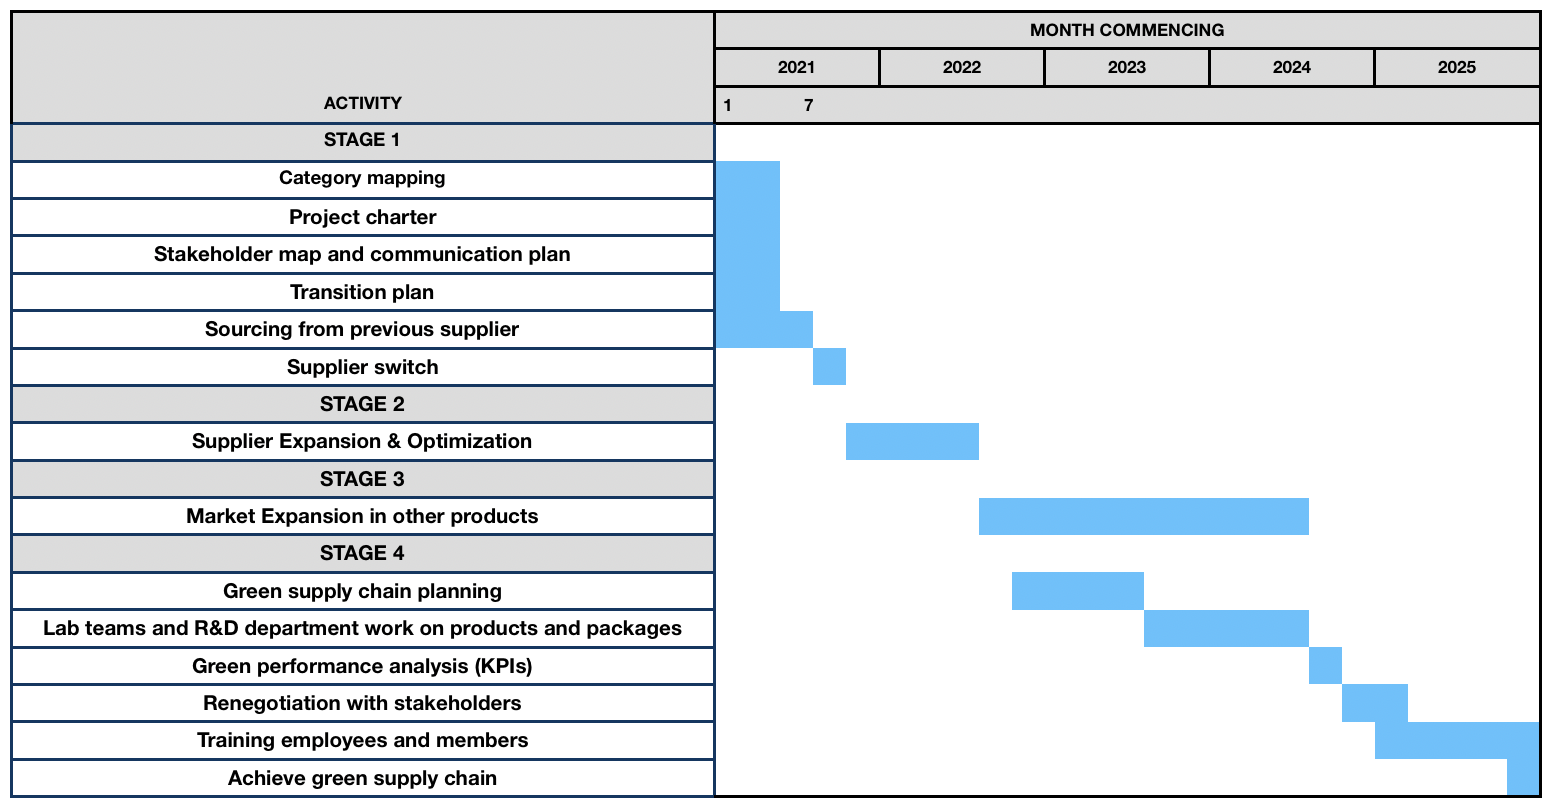 MONTH COMMENCING
2021 2022 2023 2024 2025
ACTIVITY 1 7
STAGE 1
Category mapping
Project charter
Stakeholder map and communication plan
Transition plan
Sourcing from previous supplier
Supplier switch
STAGE 2
Supplier Expansion & Optimization
STAGE 3
Market Expansion in other products
STAGE 4
Green supply chain planning
Lab teams and R&D department work on products and packages
Green performance analysis (KPIs)
Renegotiation with stakeholders
Training employees and members
Achieve green supply chain